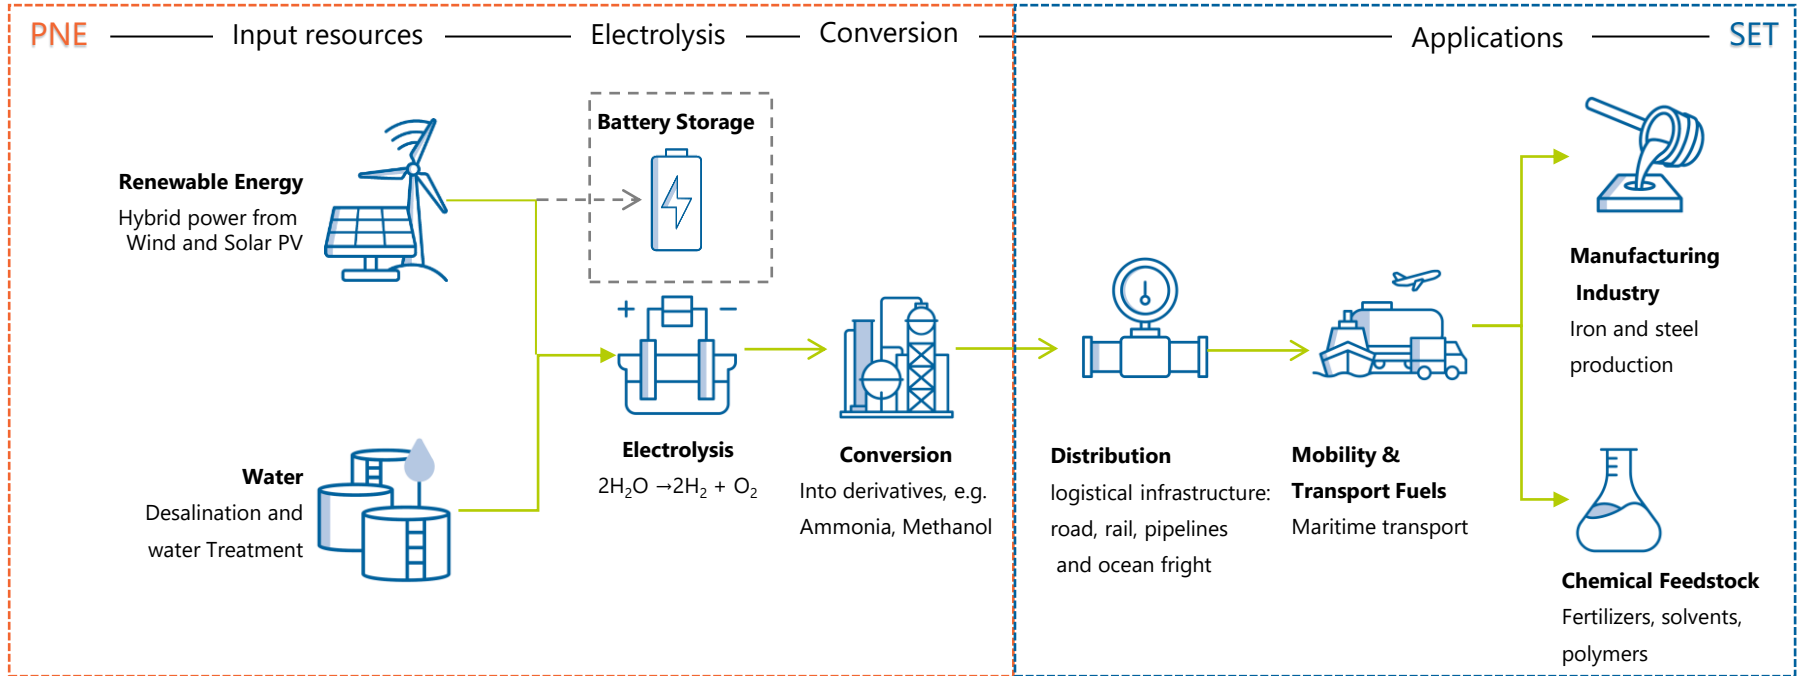 PNE
Input resources
Electrolysis
Conversion
Applications
SET
Battery Storage
Renewable Energy
Hybrid power from
Wind and Solar PV
+ −
Water
Desalination and
water Treatment
Electrolysis
2H₂O →2H₂ + O₂
Conversion
Into derivatives, e.g.
Ammonia, Methanol
Distribution
logistical infrastructure:
road, rail, pipelines
and ocean fright
Mobility &
Transport Fuels
Maritime transport
Manufacturing
Industry
Iron and steel
production
Chemical Feedstock
Fertilizers, solvents,
polymers